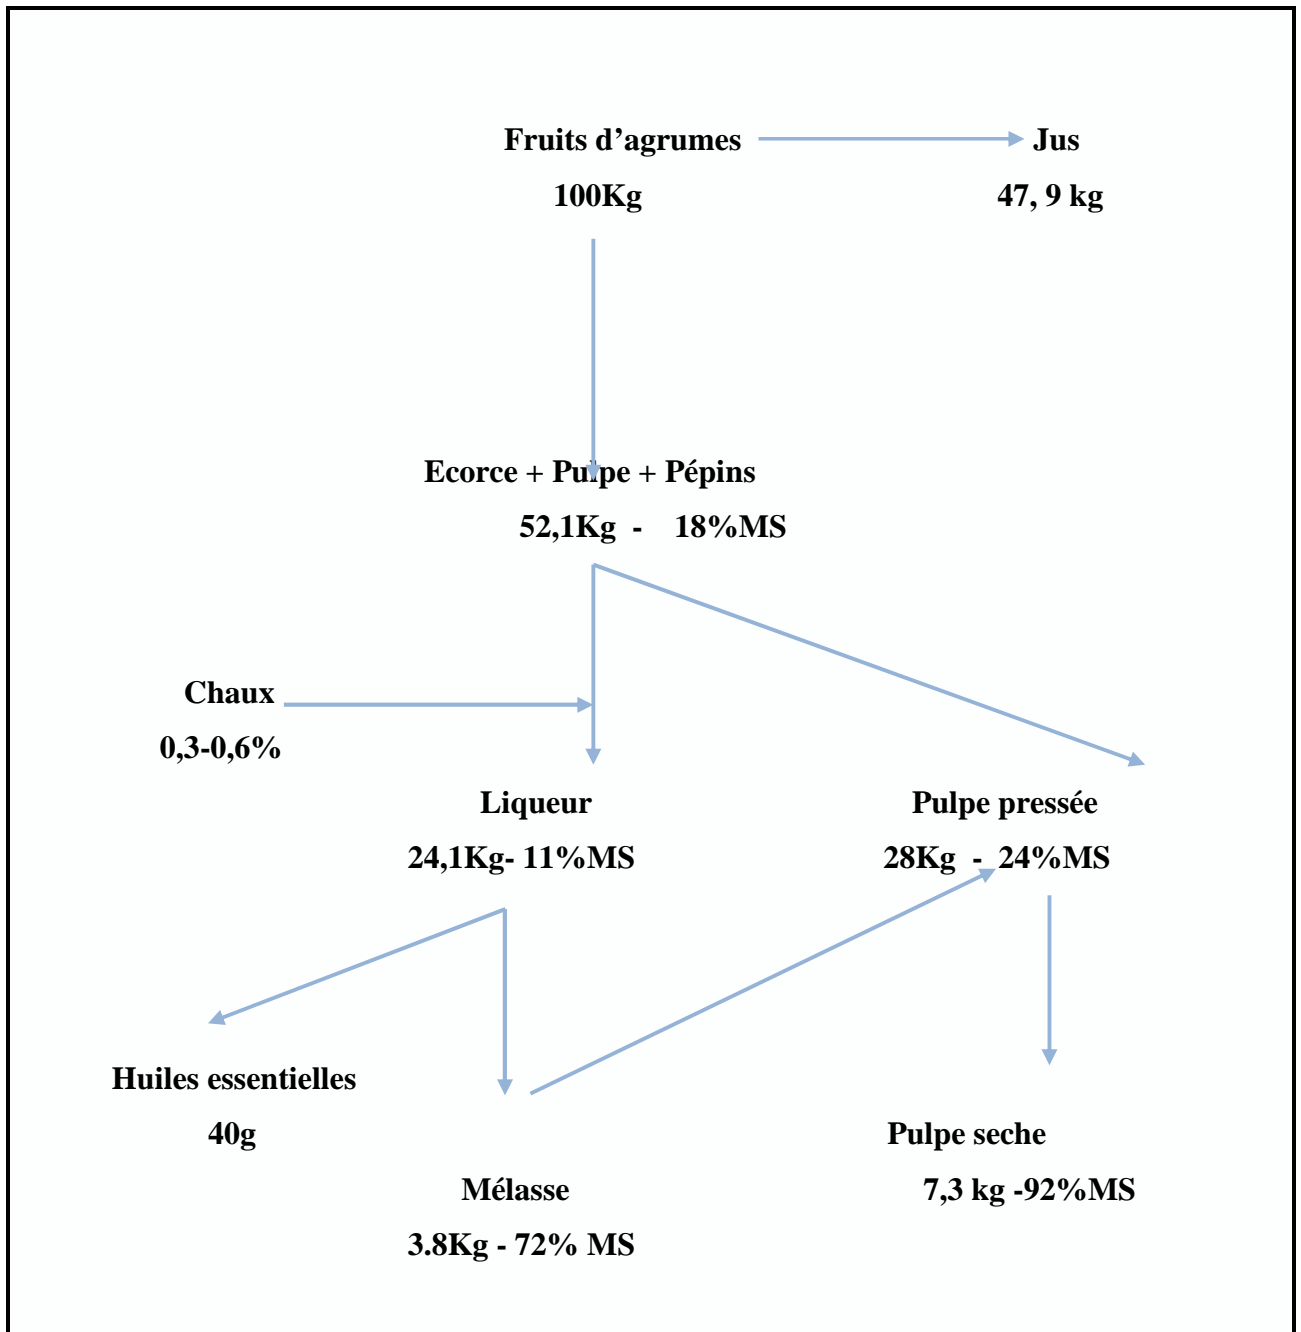 Fruits d’agrumes
Jus
100Kg
47, 9 kg
Ecorce + Pulpe + Pépins
52,1Kg - 18%MS
Chaux
0,3-0,6%
Liqueur
Pulpe pressée
24,1Kg- 11%MS
28Kg - 24%MS
Huiles essentielles
40g
Pulpe seche
Mélasse
7,3 kg -92%MS
3.8Kg - 72% MS